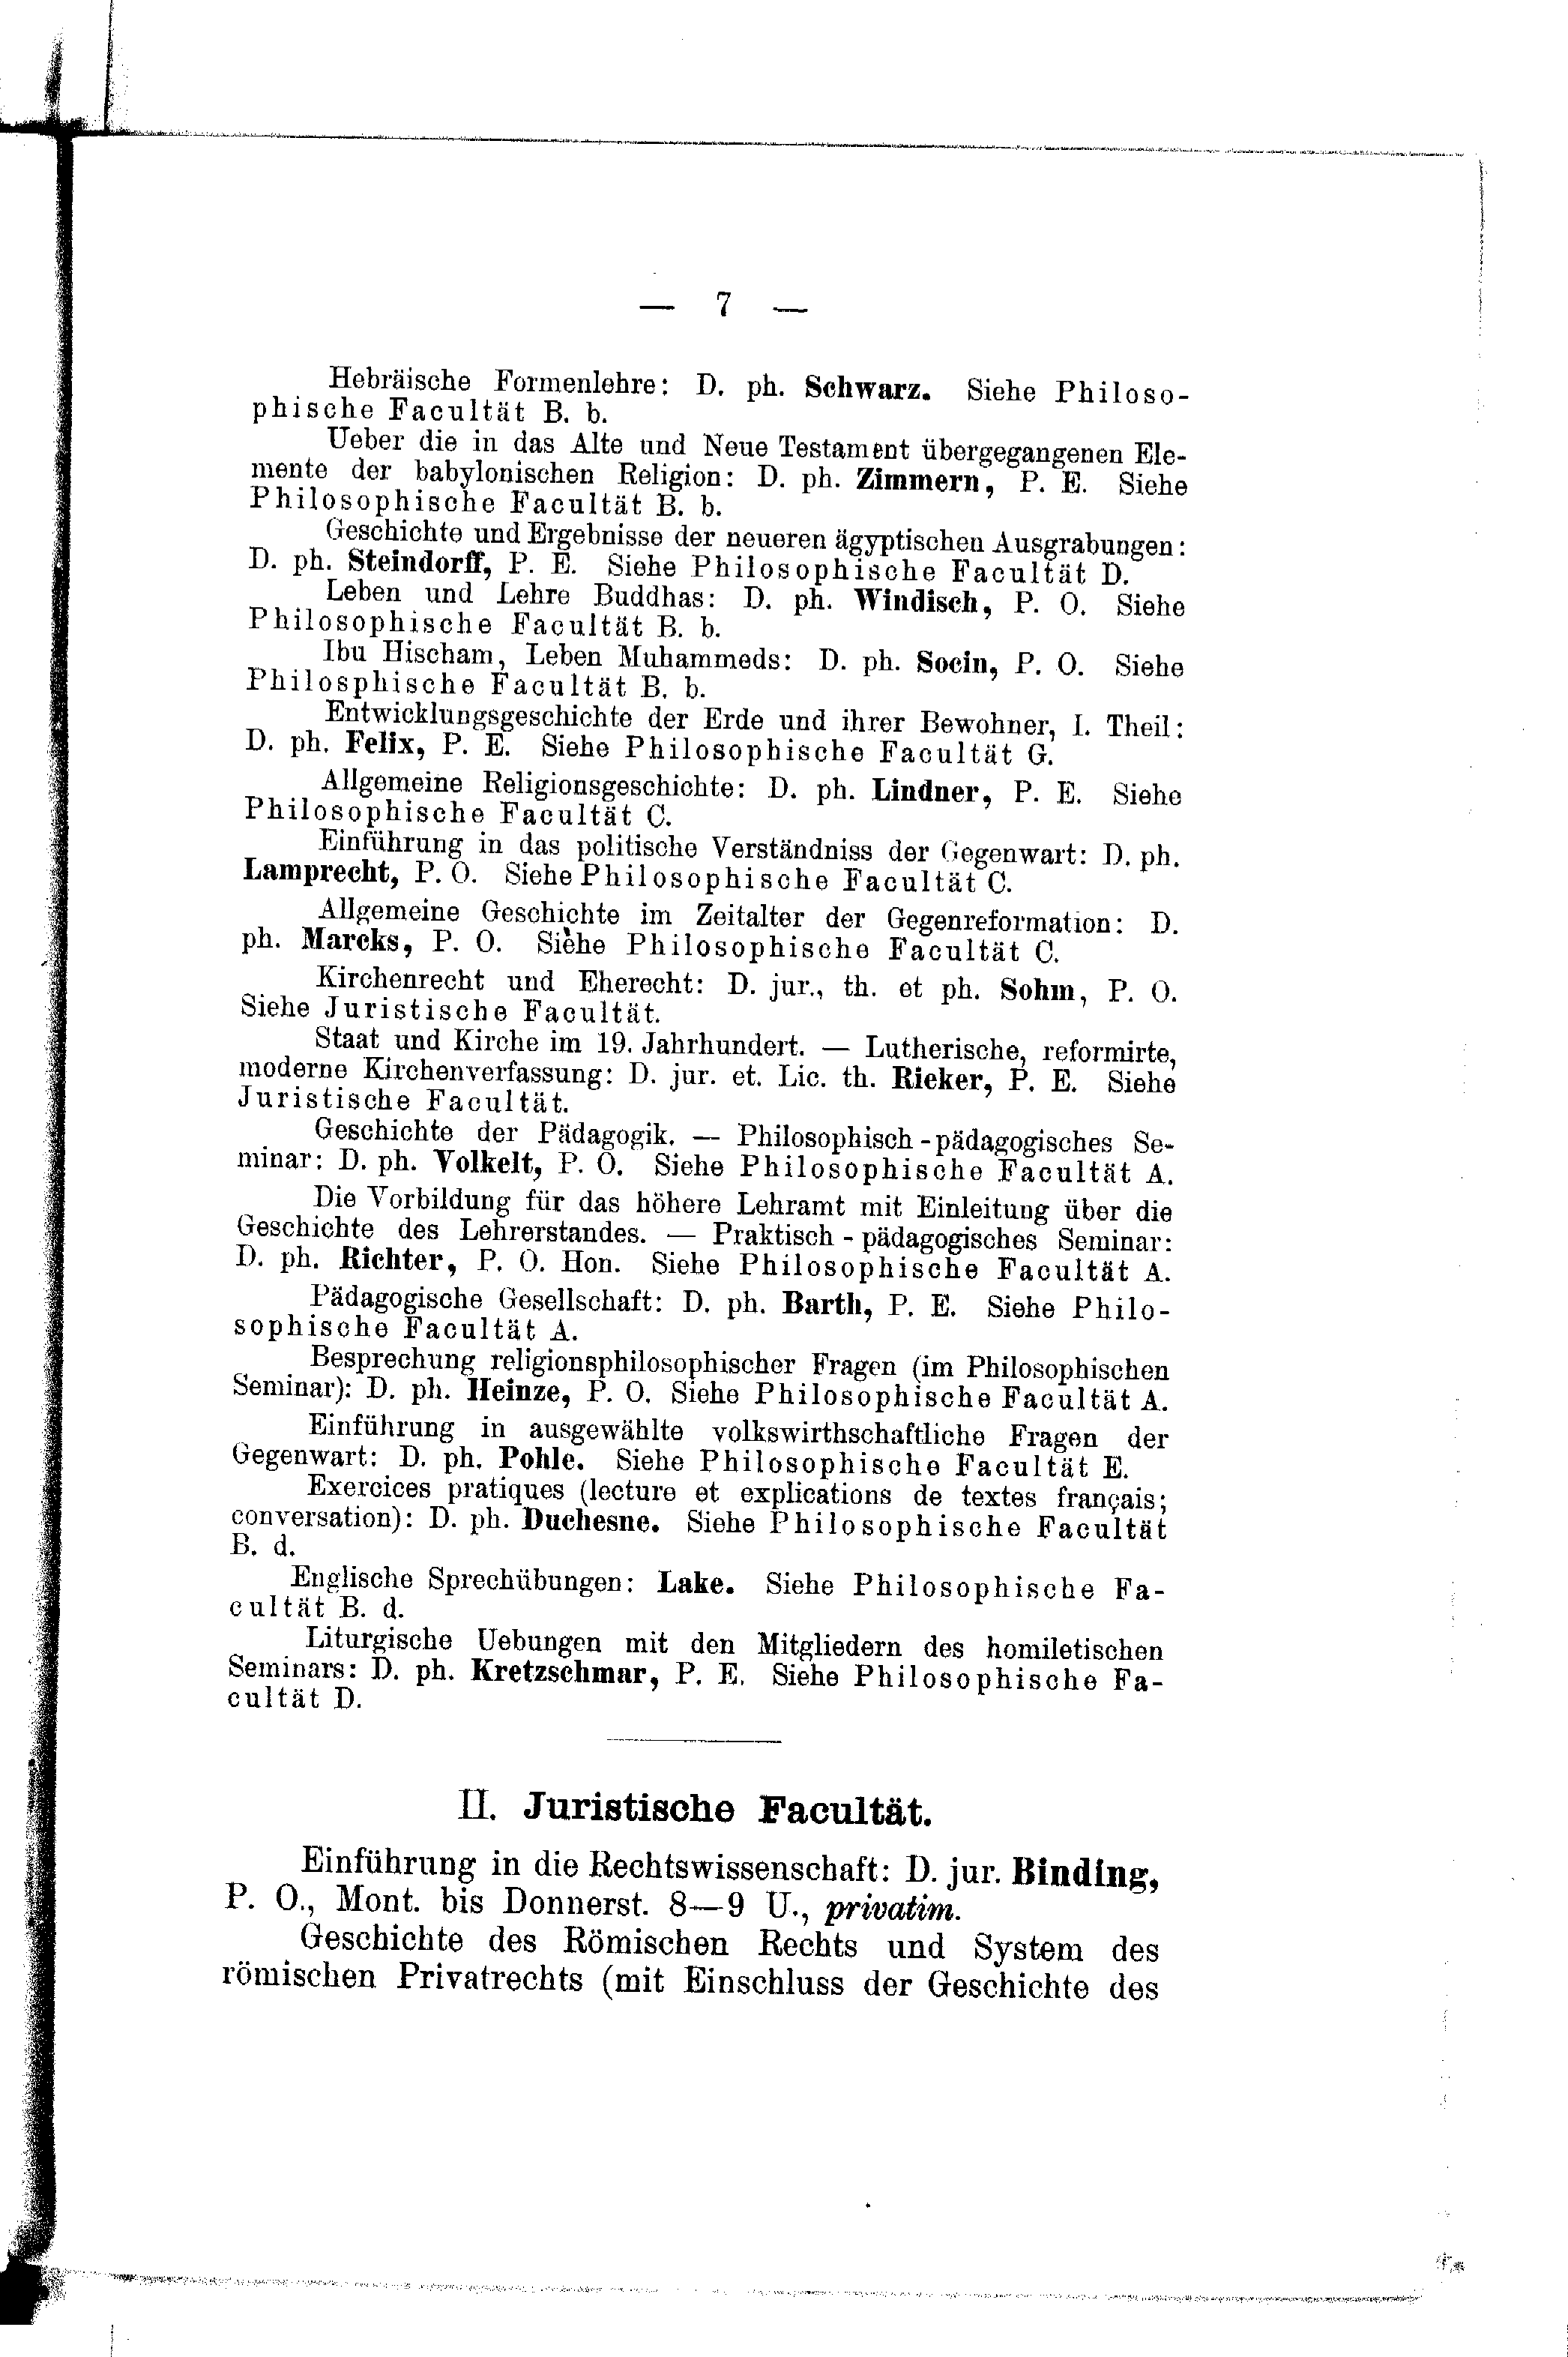 — 7 —
Hebräische Formenlehre: D. ph. Schwarz. Siehe Philoso-
phische Facultät B. b.
Ueber die in das Alte und Neue Testament übergegangenen Ele-
mente der babylonischen Religion: D. ph. Zimmern, P. E. Siehe
Philosophische Facultät B. b.
Geschichte und Ergebnisse der neueren ägyptischen Ausgrabungen:
D. ph. Steindorff, P. E. Siehe Philosophische Facultät D.
Leben und Lehre Buddhas: D. ph. Windisch, P. O. Siehe
Philosophische Facultät B. b.
Ibu Hischam, Leben Muhammeds: D. ph. Socin, P. O. Siehe
Philosphische Facultät B. b.
Entwicklungsgeschichte der Erde und ihrer Bewohner, I. Theil:
D. ph. Felix, P. E. Siehe Philosophische Facultät G.
Allgemeine Religionsgeschichte: D. ph. Lindner, P. E. Siehe
Philosophische Facultät C.
Einführung in das politische Verständniss der Gegenwart: D. ph.
Lamprecht, P. O. Siehe Philosophische Facultät C.
Allgemeine Geschichte im Zeitalter der Gegenreformation: D.
ph. Marcks, P. O. Siehe Philosophische Facultät C.
Kirchenrecht und Eherecht: D. jur., th. et ph. Sohm, P. O.
Siehe Juristische Facultät.
Staat und Kirche im 19. Jahrhundert. — Lutherische, reformirte,
moderne Kirchenverfassung: D. jur. et. Lic. th. Rieker, P. E. Siehe
Juristische Facultät.
Geschichte der Pädagogik. — Philosophisch-pädagogisches Se-
minar: D. ph. Volkelt, P. O. Siehe Philosophische Facultät A.
Die Vorbildung für das höhere Lehramt mit Einleitung über die
Geschichte des Lehrerstandes. — Praktisch-pädagogisches Seminar:
D. ph. Richter, P. O. Hon. Siehe Philosophische Facultät A.
Pädagogische Gesellschaft: D. ph. Barth, P. E. Siehe Philo-
sophische Facultät A.
Besprechung religionsphilosophischer Fragen (im Philosophischen
Seminar): D. ph. Heinze, P. O. Siehe Philosophische Facultät A.
Einführung in ausgewählte volkswirthschaftliche Fragen der
Gegenwart: D. ph. Pohle. Siehe Philosophische Facultät E.
Exercices pratiques (lecture et explications de textes français;
conversation): D. ph. Duchesne. Siehe Philosophische Facultät
B. d.
Englische Sprechübungen: Lake. Siehe Philosophische Fa-
cultät B. d.
Liturgische Uebungen mit den Mitgliedern des homiletischen
Seminars: D. ph. Kretzschmar, P. E. Siehe Philosophische Fa-
cultät D.
II. Juristische Facultät.
Einführung in die Rechtswissenschaft: D. jur. Binding,
P. O., Mont. bis Donnerst. 8—9 U., privatim.
Geschichte des Römischen Rechts und System des
römischen Privatrechts (mit Einschluss der Geschichte des